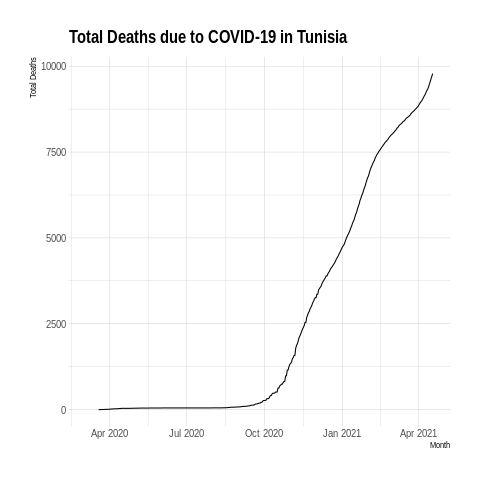 Total Deaths due to COVID-19 in Tunisia
Total Deaths
10000
7500
5000
2500
0
Apr 2020 Jul 2020 Oct 2020 Jan 2021 Apr 2021
Month